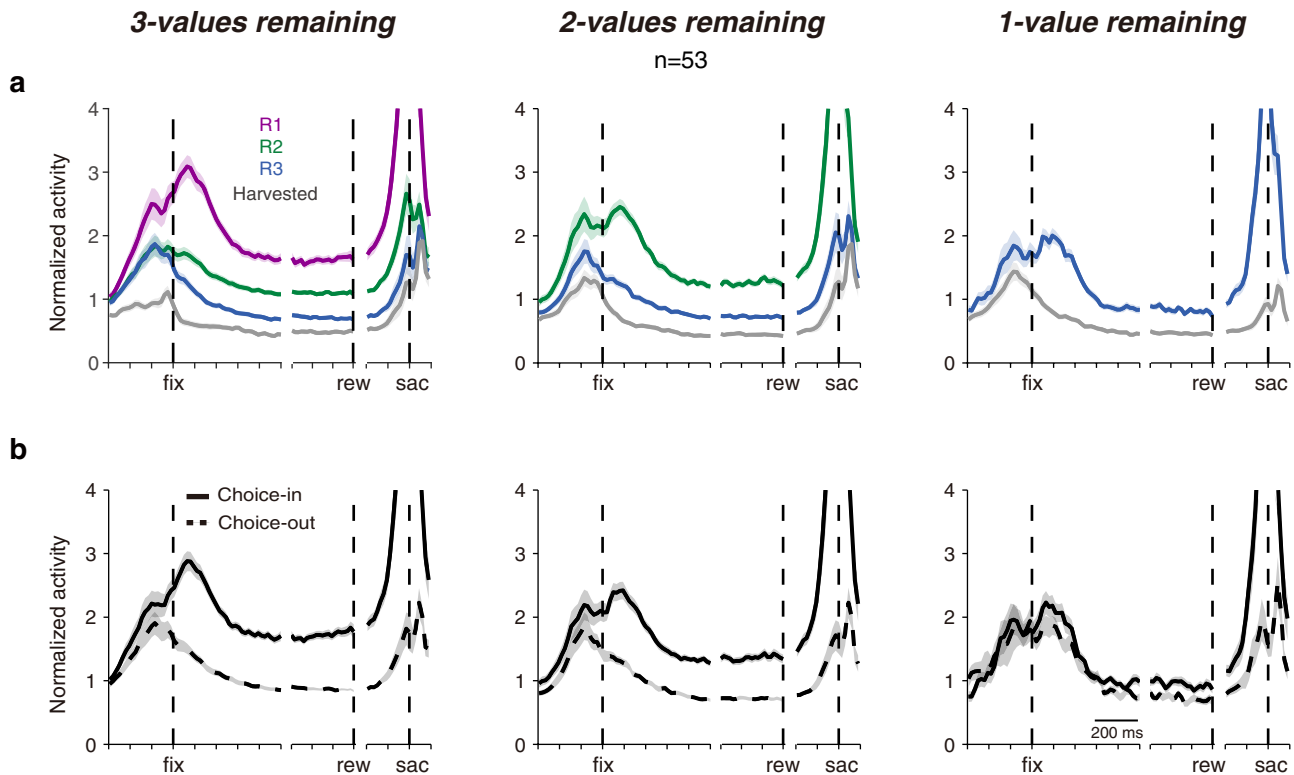 3-values remaining 2-values remaining 1-value remaining
n=53
a
4 4 4
R1
R2
R3
Harvested
3 3 3
Normalized activity
2 2 2
1 1 1
0 0 0
fix rew sac fix rew sac fix rew sac
b
4 4 4
Choice-in
Choice-out
3 3 3
Normalized activity
2 2 2
1 1 1
200 ms
0 0 0
fix rew sac fix rew sac fix rew sac